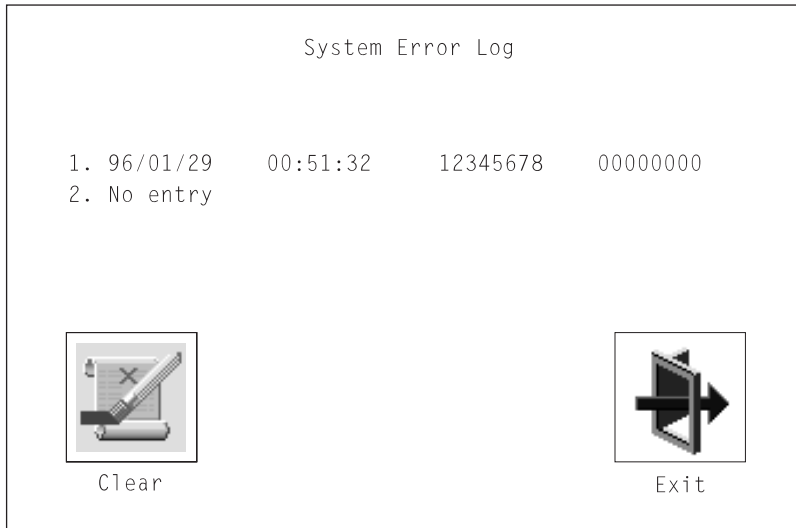 System Error Log
1. 96/01/29 00:51:32 12345678 00000000
2. No entry
Clear
Exit